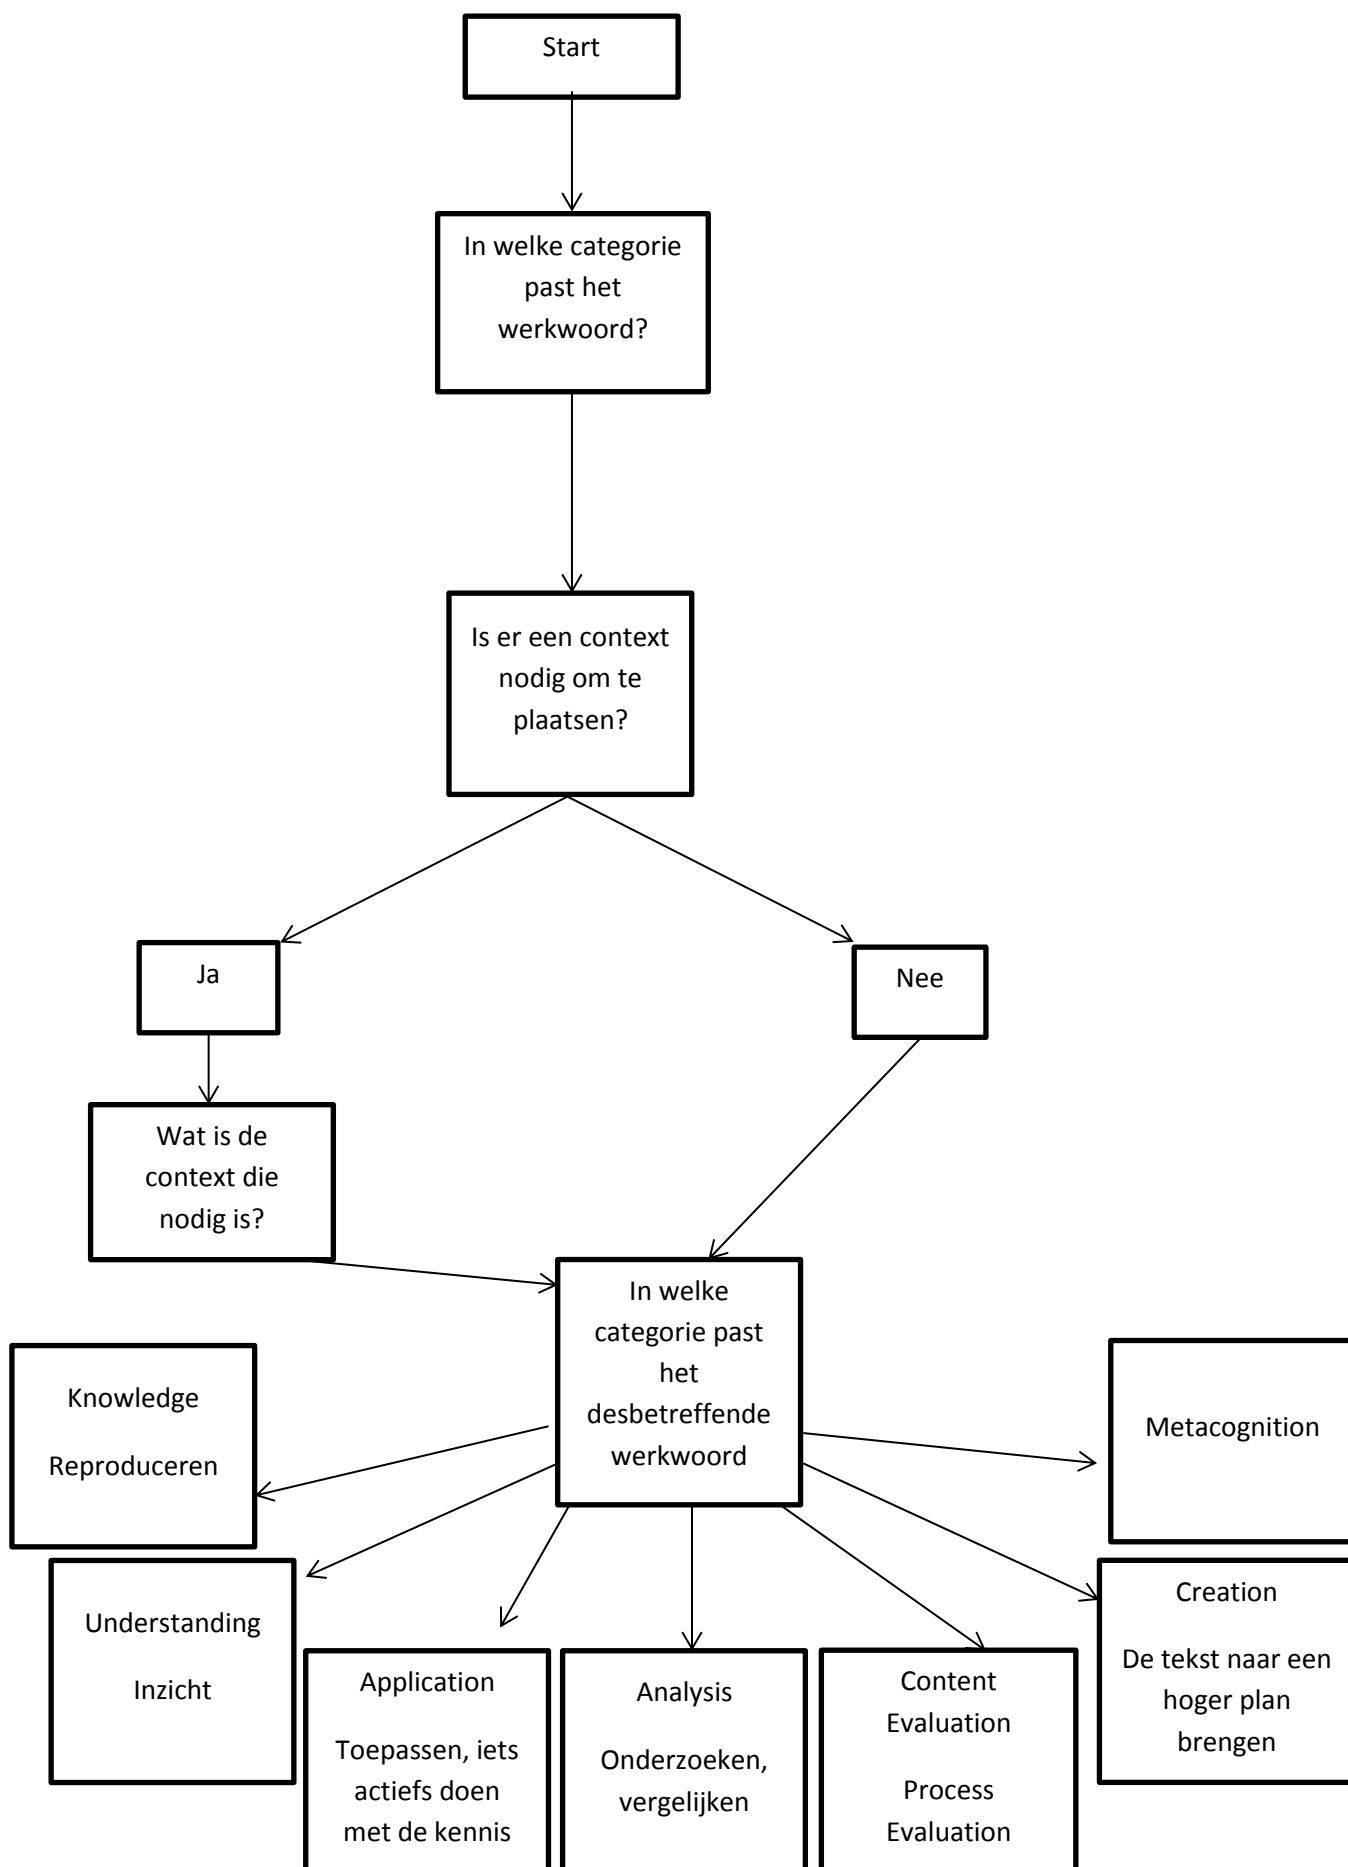 Start
In welke categorie
past het
werkwoord?
Is er een context
nodig om te
plaatsen?
Ja
Nee
Wat is de
context die
nodig is?
In welke
categorie past
het
desbetreffende
werkwoord
Knowledge
Reproduceren
Metacognition
Understanding
Inzicht
Application
Toepassen, iets
actiefs doen
met de kennis
Analysis
Onderzoeken,
vergelijken
Content
Evaluation
Process
Evaluation
Creation
De tekst naar een
hoger plan
brengen